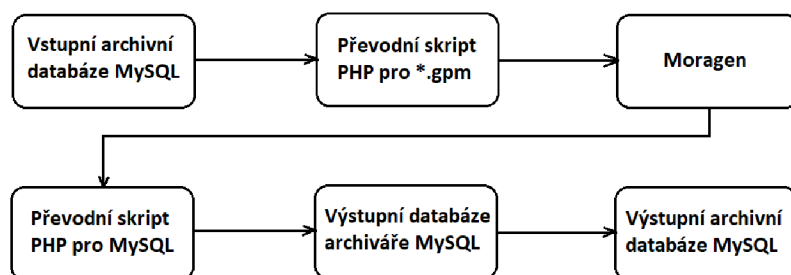 Vstupní archivní
databáze MySQL
Převodní skript
PHP pro *.gpm
Moragen
Převodní skript
PHP pro MySQL
Výstupní databáze
archiváře MySQL
Výstupní archivní
databáze MySQL